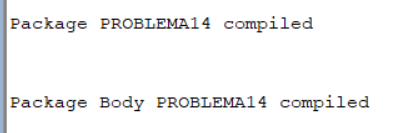 Package PROBLEMA14 compiled
Package Body PROBLEMA14 compiled